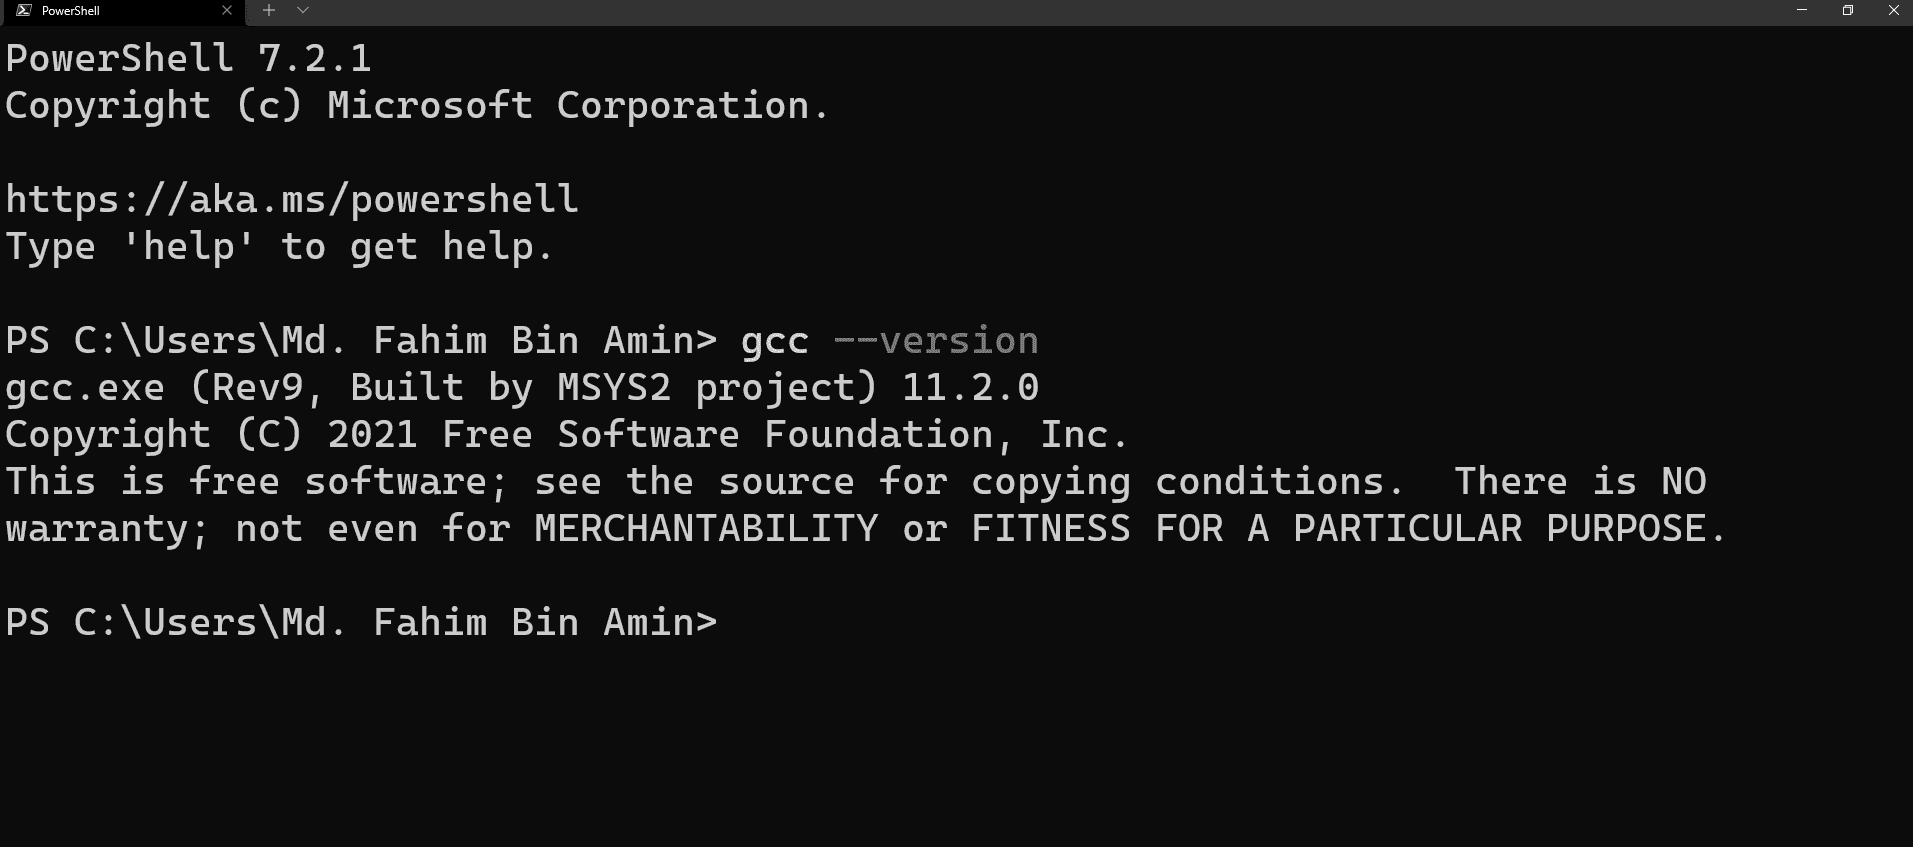 PowerShell
PowerShell 7.2.1
Copyright (c) Microsoft Corporation.
https://aka.ms/powershell
Type 'help' to get help.
PS C:\Users\Md. Fahim Bin Amin> gcc --version
gcc.exe (Rev9, Built by MSYS2 project) 11.2.0
Copyright (C) 2021 Free Software Foundation, Inc.
This is free software; see the source for copying conditions.  There is NO
warranty; not even for MERCHANTABILITY or FITNESS FOR A PARTICULAR PURPOSE.
PS C:\Users\Md. Fahim Bin Amin>